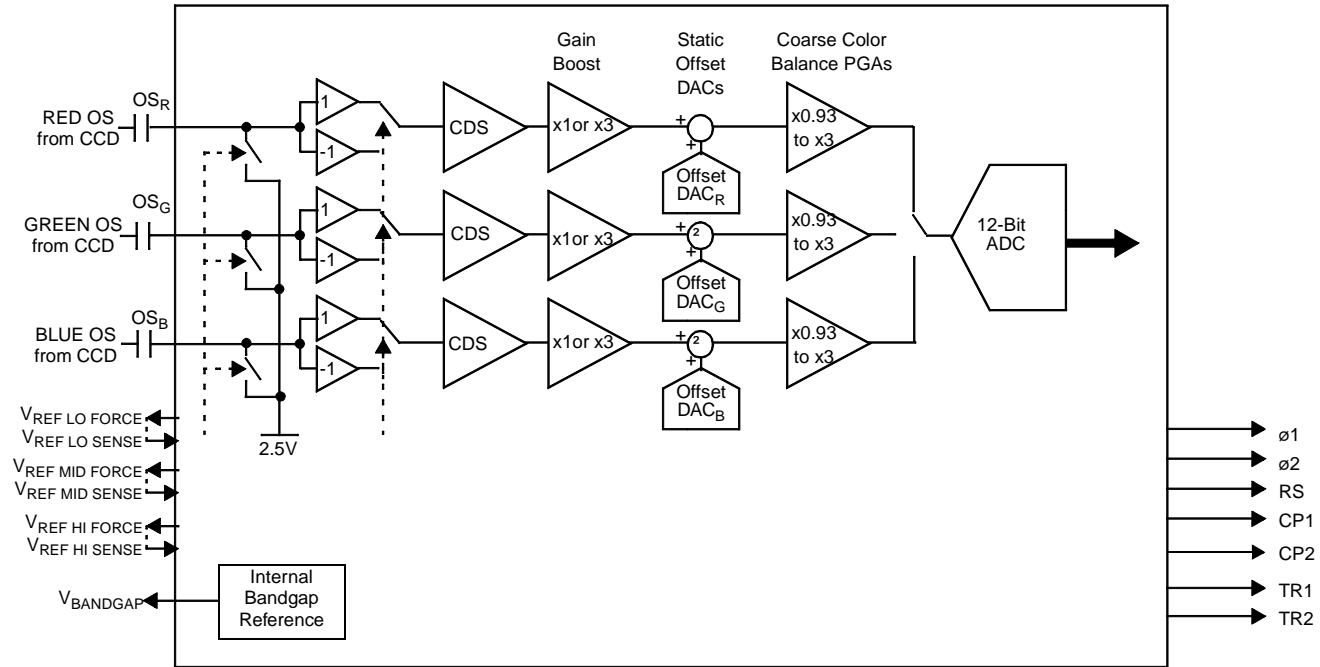 Gain Boost
Static Offset DACs
Coarse Color Balance PGAs
RED OS from CCD
OSR
1
-1
CDS
x1or x3
+
+
Offset DACR
x0.93 to x3
GREEN OS from CCD
OSG
1
-1
CDS
x1or x3
+
²
+
Offset DACG
x0.93 to x3
12-Bit ADC
BLUE OS from CCD
OSB
1
-1
CDS
x1or x3
+
²
+
Offset DACB
x0.93 to x3
2.5V
VREF LO FORCE
VREF LO SENSE
VREF MID FORCE
VREF MID SENSE
VREF HI FORCE
VREF HI SENSE
VBANDGAP
Internal Bandgap Reference
ø1
ø2
RS
CP1
CP2
TR1
TR2